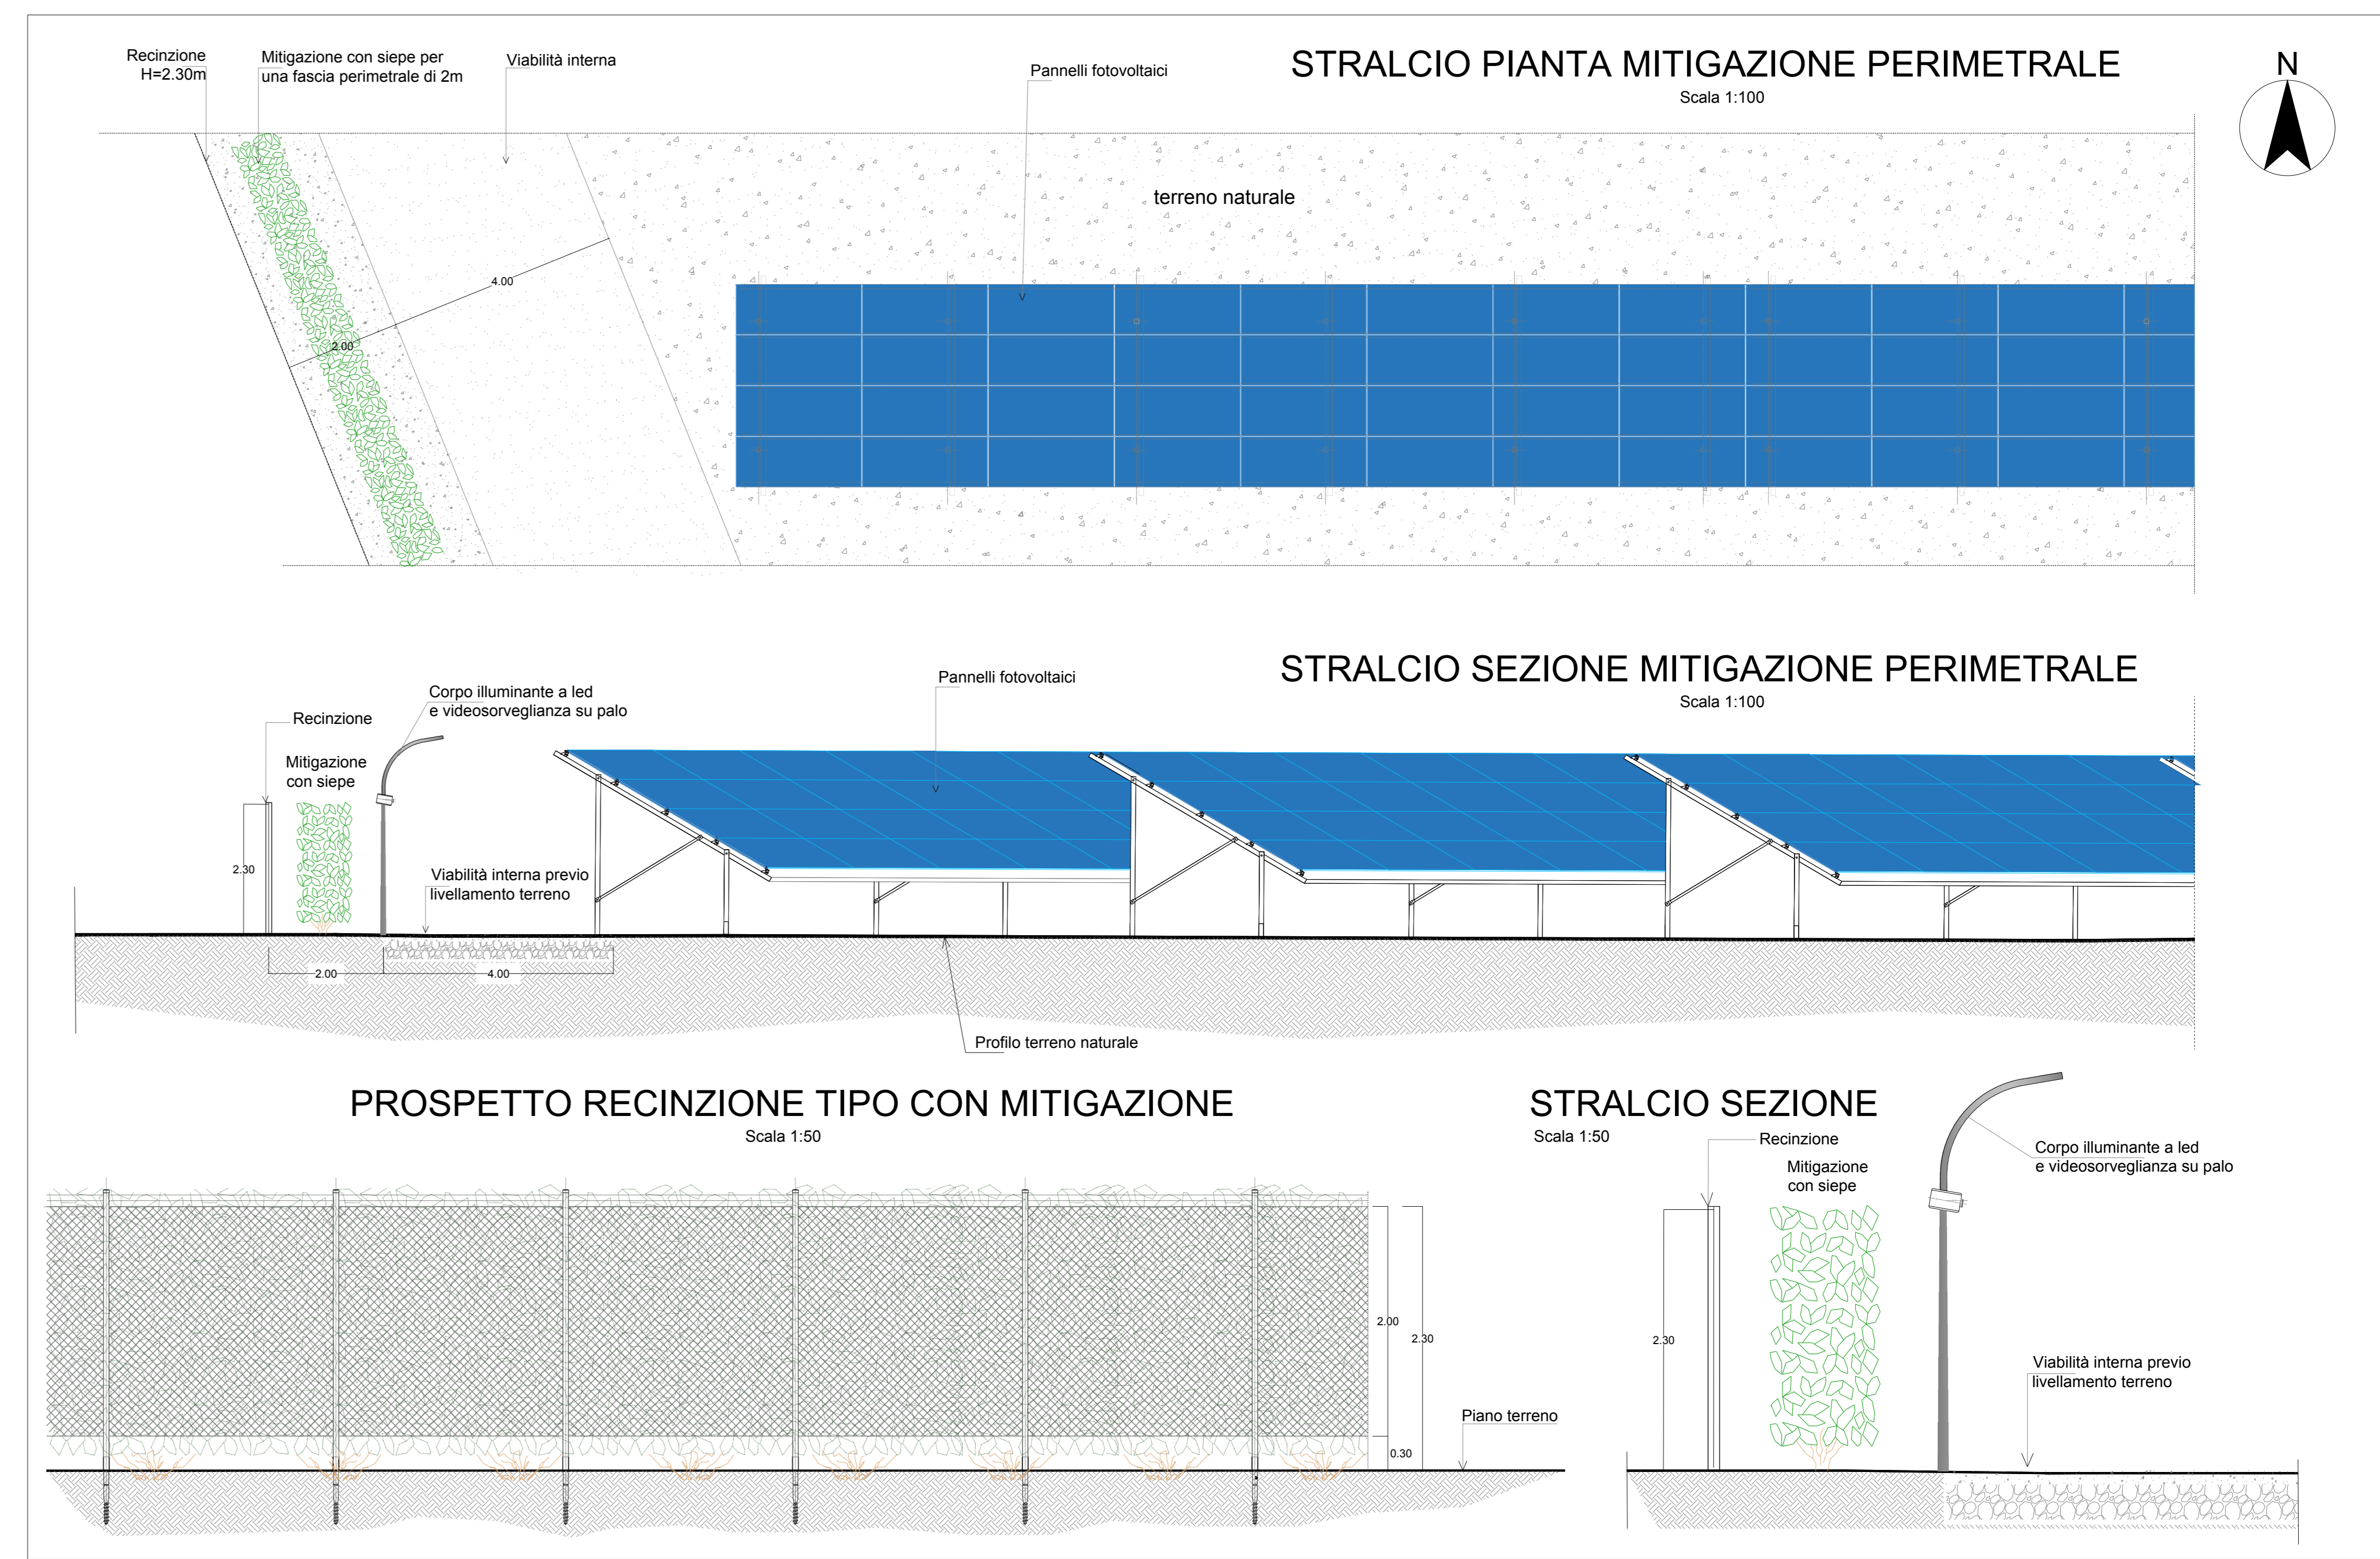 Recinzione
H=2.30m
Mitigazione con siepe per
una fascia perimetrale di 2m
Viabilità interna
Pannelli fotovoltaici
STRALCIO PIANTA MITIGAZIONE PERIMETRALE
Scala 1:100
N
terreno naturale
4.00
2.00
STRALCIO SEZIONE MITIGAZIONE PERIMETRALE
Scala 1:100
Pannelli fotovoltaici
Corpo illuminante a led
e videosorveglianza su palo
Recinzione
Mitigazione
con siepe
2.30
Viabilità interna previo
livellamento terreno
2.00
4.00
Profilo terreno naturale
PROSPETTO RECINZIONE TIPO CON MITIGAZIONE
Scala 1:50
2.00
2.30
Piano terreno
0.30
STRALCIO SEZIONE
Scala 1:50
Recinzione
Mitigazione
con siepe
Corpo illuminante a led
e videosorveglianza su palo
2.30
Viabilità interna previo
livellamento terreno